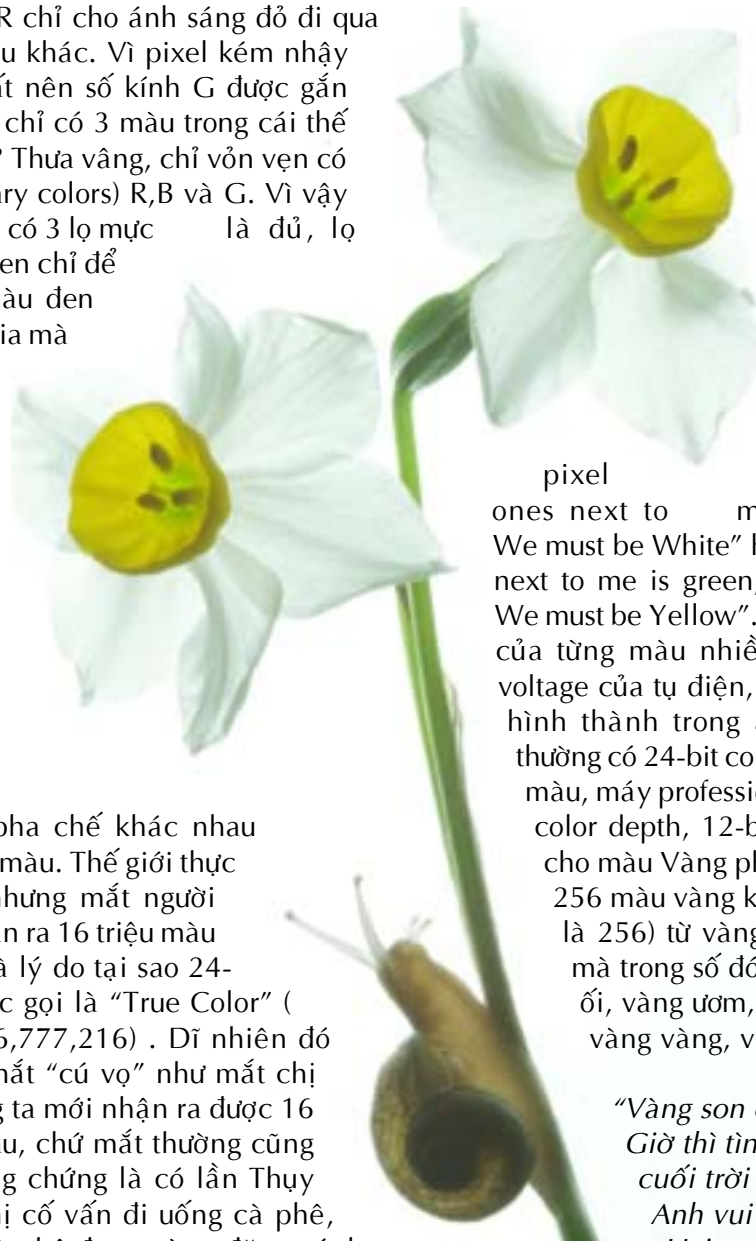 R chỉ cho ánh sáng đỏ đi qua
u khác. Vì pixel kém nhậy
ất nên số kính G được gắn
chỉ có 3 màu trong cái thế
Thưa vâng, chỉ vỏn vẹn có
ary colors) R,B và G. Vì vậy
có 3 lọ mực là đủ, lọ
en chỉ để
àu đen
ia mà
pha chế khác nhau
màu. Thế giới thực
nhưng mắt người
ận ra 16 triệu màu
à lý do tại sao 24-
c gọi là “True Color” (
6,777,216) . Dĩ nhiên đó
mắt “cú vọ” như mắt chị
g ta mới nhận ra được 16
àu, chứ mắt thường cũng
g chứng là có lần Thụy
hị cố vấn đi uống cà phê,
pixel
ones next to m
We must be White”
next to me is green,
We must be Yellow”.
của từng màu nhiề
voltage của tụ điện,
hình thành trong
thường có 24-bit co
màu, máy professi
color depth, 12-b
cho màu Vàng ph
256 màu vàng k
là 256) từ vàng
mà trong số đó
ối, vàng ươm,
vàng vàng, v
“Vàng son
Giờ thì tìn
cuối trời
Anh vui